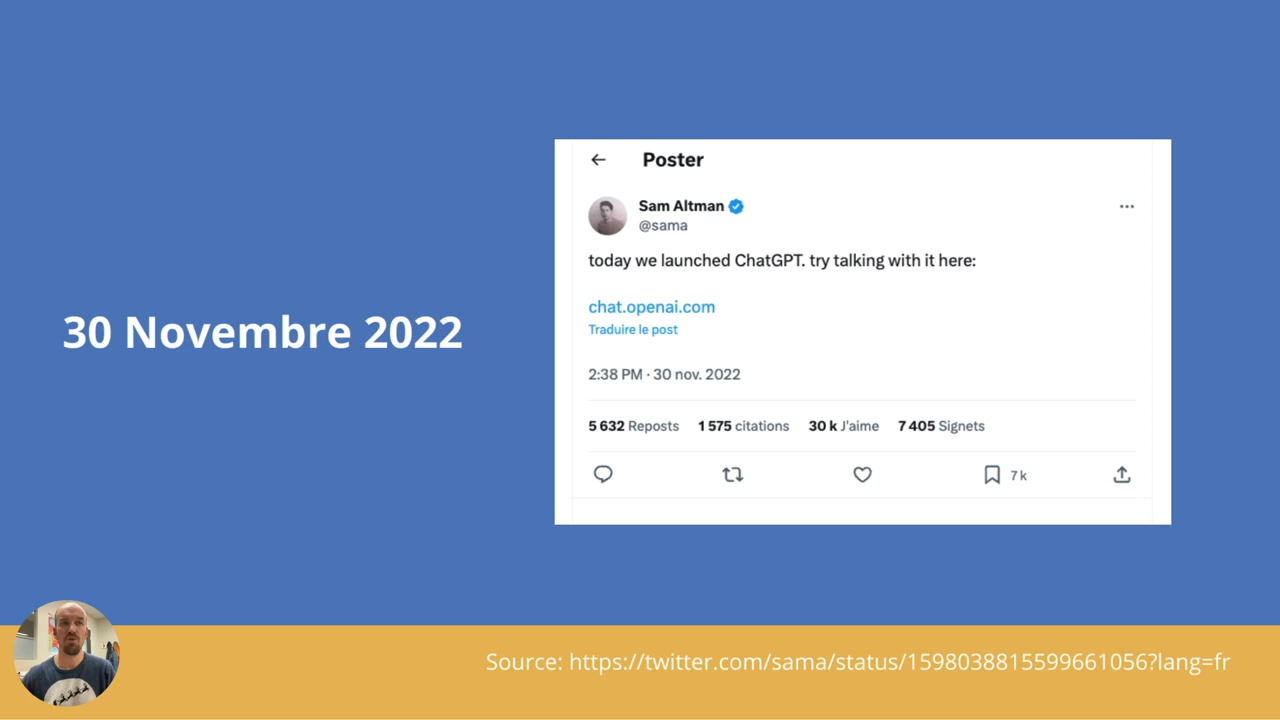 30 Novembre 2022
Poster
Sam Altman
@sama
today we launched ChatGPT. try talking with it here:
chat.openai.com
Traduire le post
2:38 PM · 30 nov. 2022
5 632 Reposts 1 575 citations 30 k J'aime 7 405 Signets
7 k
Source: https://twitter.com/sama/status/1598038815599661056?lang=fr